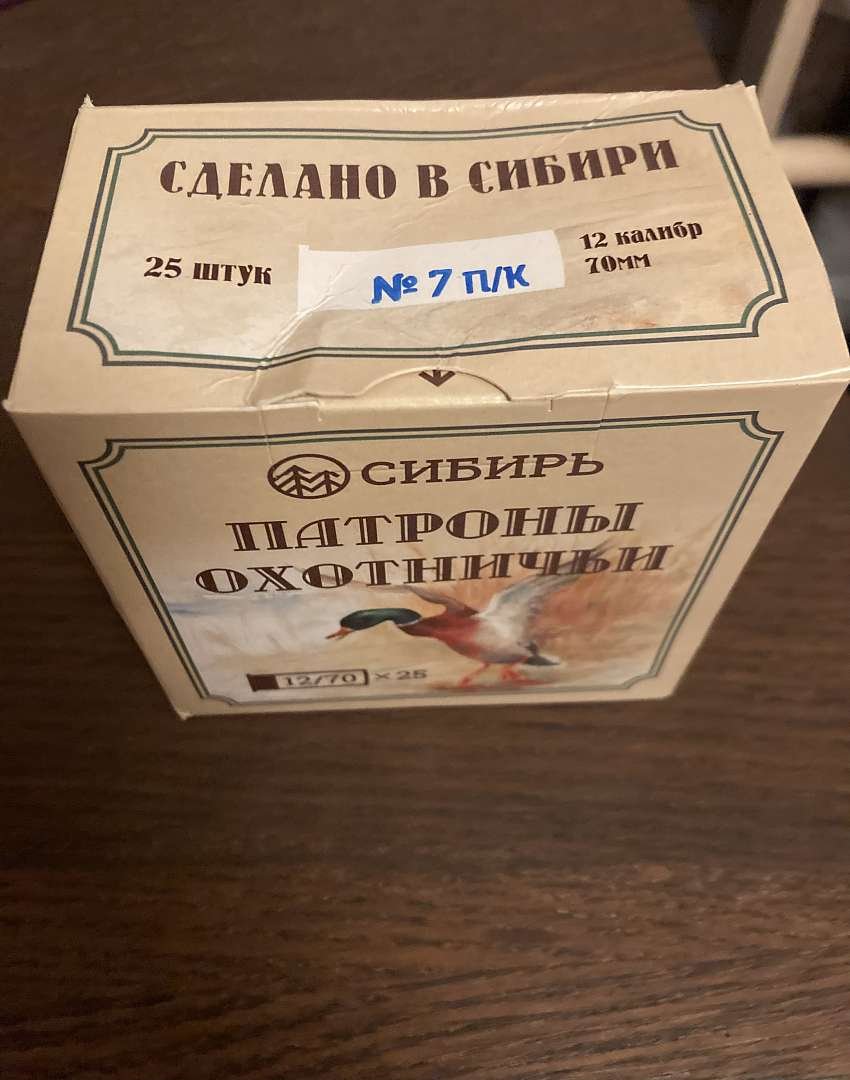 СДЕЛАНО В СИБИРИ
25 ШТУК
№ 7 П/К
12 калибр
70мм
СИБИРЬ
ПАТРОНЫ
ОХОТНИЧЬИ
12/70 × 25